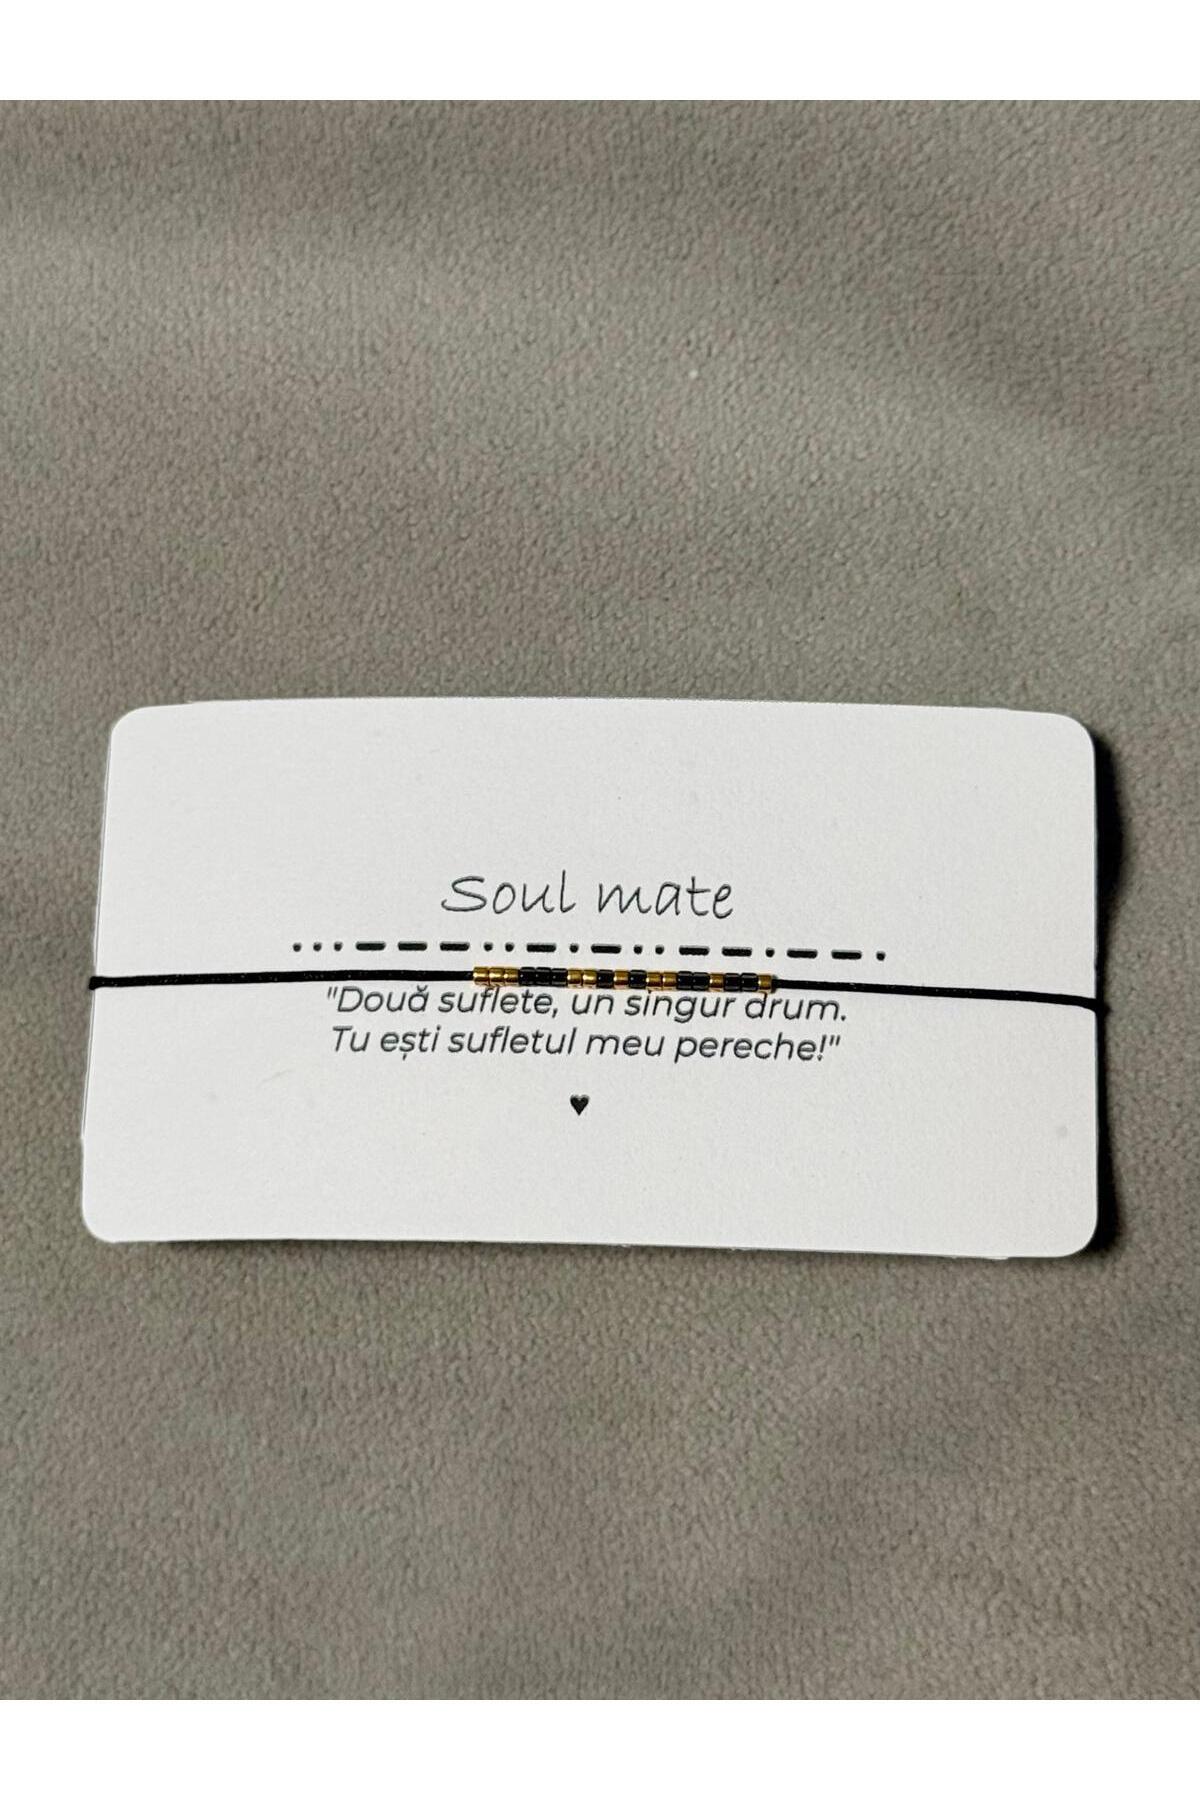 Soul mate
...---..-.-..--.--.
"Două suflete, un singur drum.
Tu ești sufletul meu pereche!"
♥